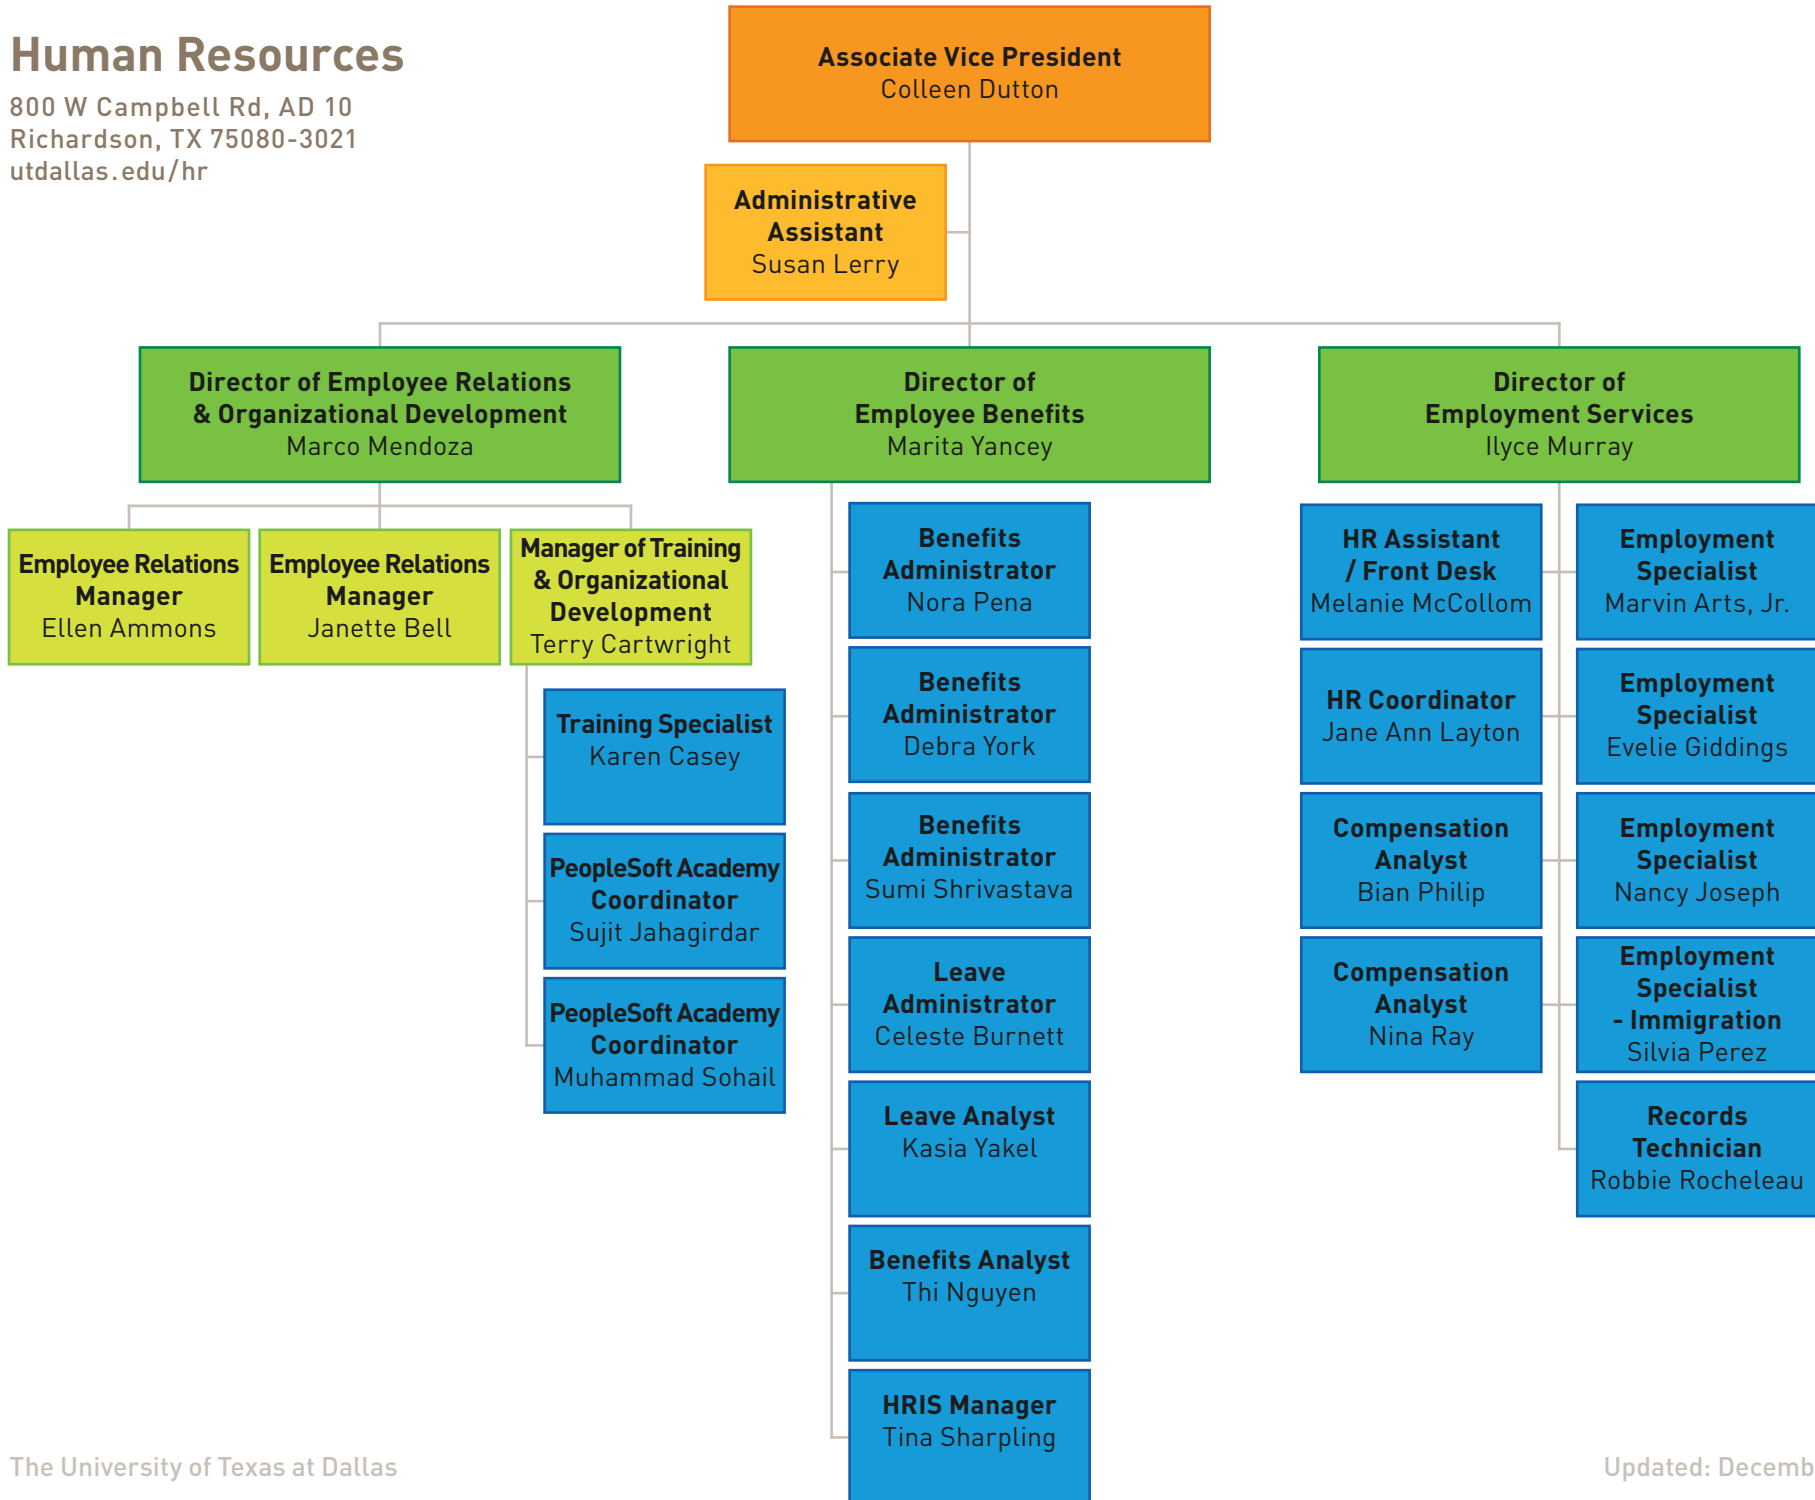 Human Resources
800 W Campbell Rd, AD 10
Richardson, TX 75080-3021
utdallas.edu/hr
Associate Vice President
Colleen Dutton
Administrative
Assistant
Susan Lerry
Director of Employee Relations
& Organizational Development
Marco Mendoza
Director of
Employee Benefits
Marita Yancey
Director of
Employment Services
Ilyce Murray
Employee Relations
Manager
Ellen Ammons
Employee Relations
Manager
Janette Bell
Manager of Training
& Organizational
Development
Terry Cartwright
Training Specialist
Karen Casey
PeopleSoft Academy
Coordinator
Sujit Jahagirdar
PeopleSoft Academy
Coordinator
Muhammad Sohail
Benefits
Administrator
Nora Pena
Benefits
Administrator
Debra York
Benefits
Administrator
Sumi Shrivastava
Leave
Administrator
Celeste Burnett
Leave Analyst
Kasia Yakel
Benefits Analyst
Thi Nguyen
HRIS Manager
Tina Sharpling
HR Assistant
/ Front Desk
Melanie McCollom
HR Coordinator
Jane Ann Layton
Compensation
Analyst
Bian Philip
Compensation
Analyst
Nina Ray
Employment
Specialist
Marvin Arts, Jr.
Employment
Specialist
Evelie Giddings
Employment
Specialist
Nancy Joseph
Employment
Specialist
- Immigration
Silvia Perez
Records
Technician
Robbie Rocheleau
The University of Texas at Dallas
Updated: Decemb